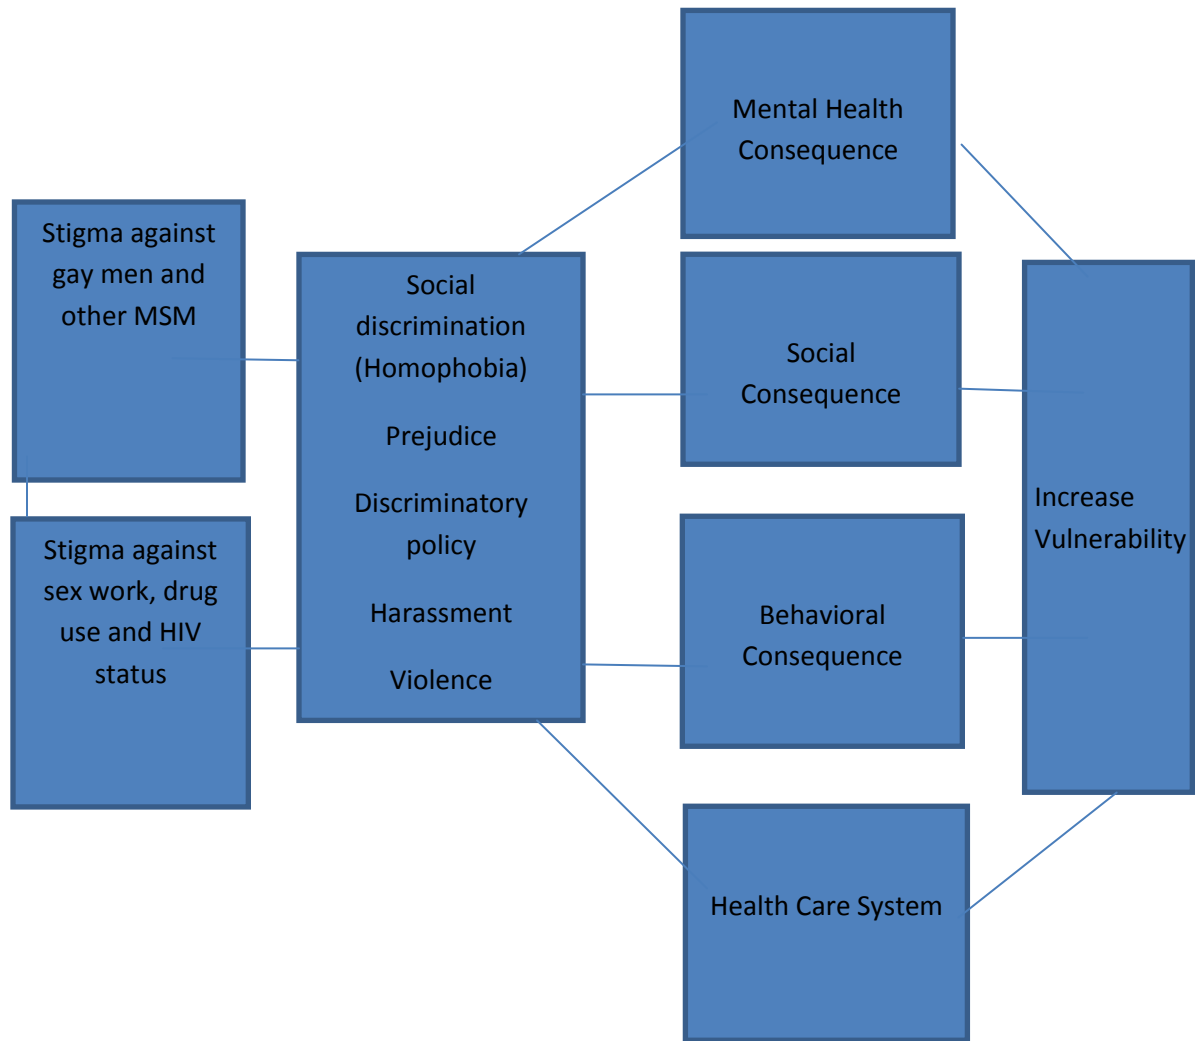 Stigma against
gay men and
other MSM
Stigma against
sex work, drug
use and HIV
status
Social
discrimination
(Homophobia)
Prejudice
Discriminatory
policy
Harassment
Violence
Mental Health
Consequence
Social
Consequence
Behavioral
Consequence
Health Care System
Increase
Vulnerability